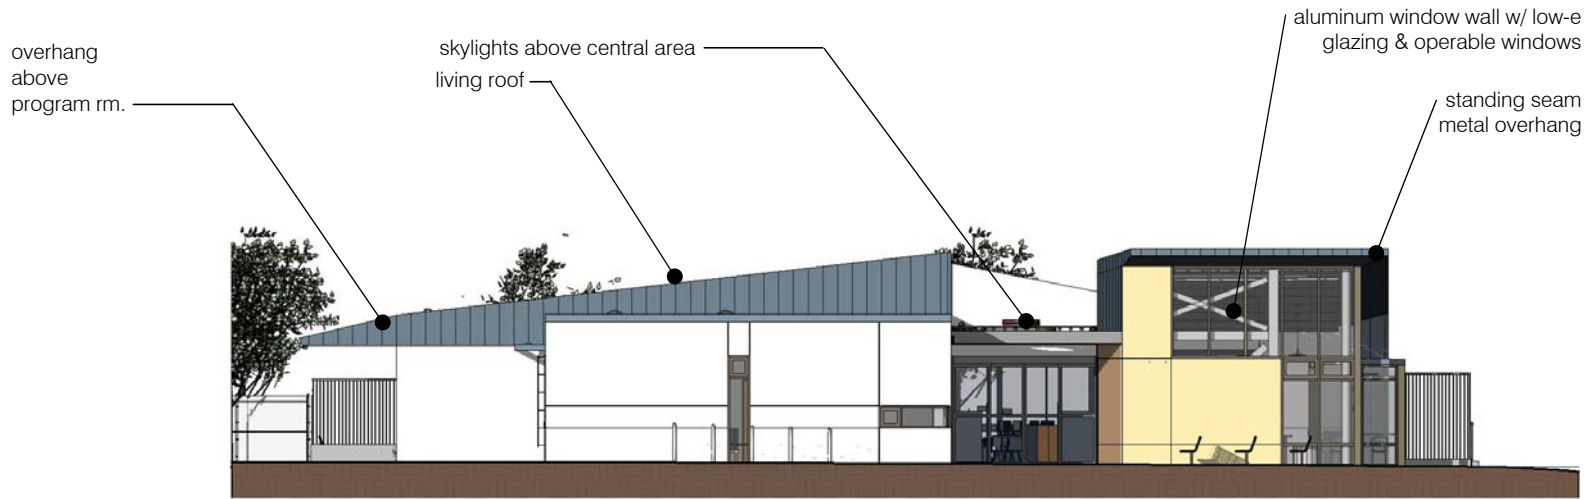 overhang
above
program rm.
skylights above central area
living roof
aluminum window wall w/ low-e
glazing & operable windows
standing seam
metal overhang